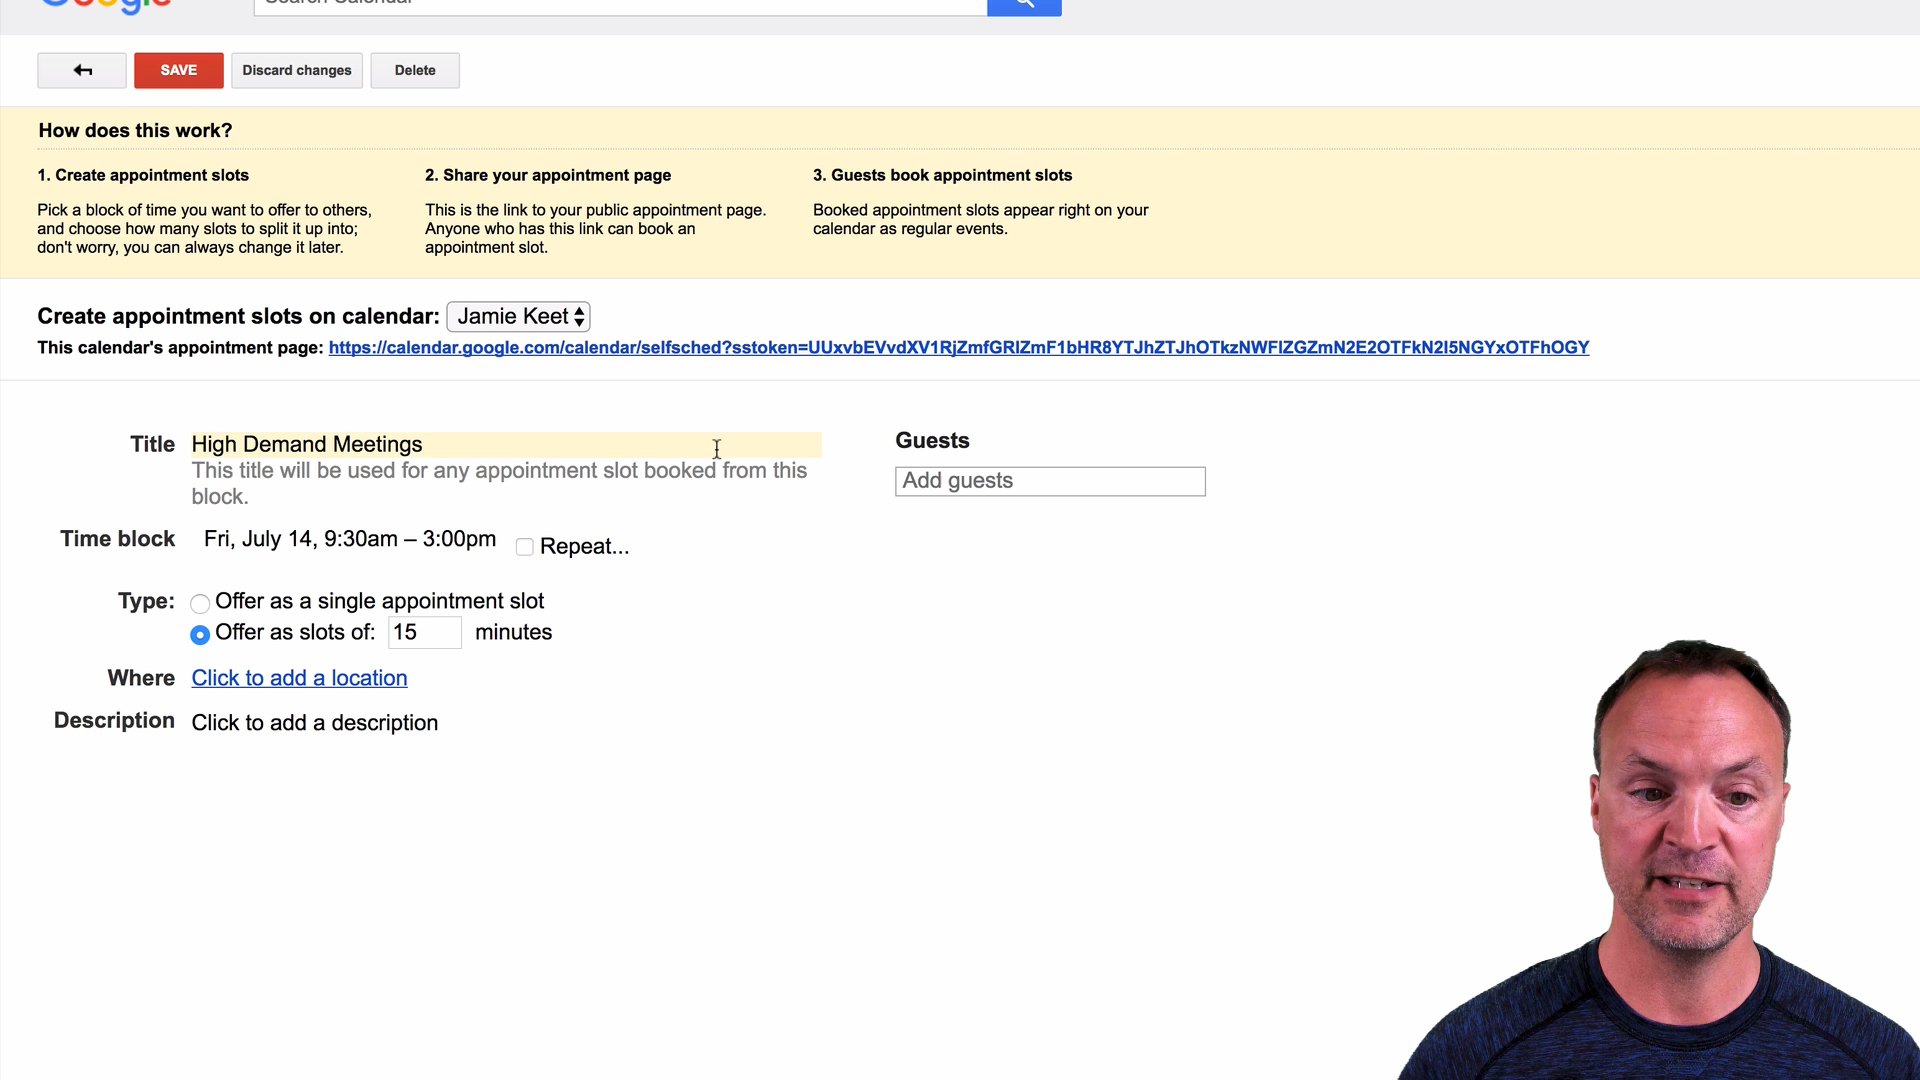 Google
Search Calendar
SAVE
Discard changes
Delete
How does this work?
1. Create appointment slots
Pick a block of time you want to offer to others,
and choose how many slots to split it up into;
don't worry, you can always change it later.
2. Share your appointment page
This is the link to your public appointment page.
Anyone who has this link can book an
appointment slot.
3. Guests book appointment slots
Booked appointment slots appear right on your
calendar as regular events.
Create appointment slots on calendar: Jamie Keet
This calendar's appointment page: https://calendar.google.com/calendar/selfsched?sstoken=UUxvbEVvdXV1RjZmfGRlZmF1bHR8YTJhZTJhOTkzNWFlZGZmN2E2OTFkN2I5NGYxOTFhOGY
Title High Demand Meetings
This title will be used for any appointment slot booked from this
block.
Time block Fri, July 14, 9:30am – 3:00pm Repeat...
Type: Offer as a single appointment slot
Offer as slots of: 15 minutes
Where Click to add a location
Description Click to add a description
Guests
Add guests